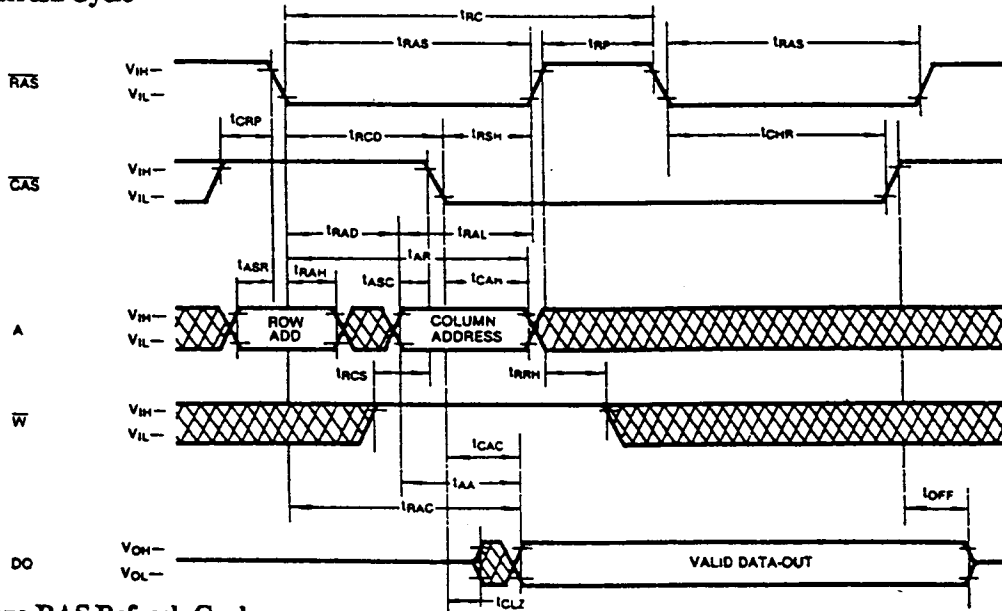 Cycle
tRC
tRAS
tRP
tRAS
RAS
VIH—
VIL—
tCRP
tRCD
tRSH
tCHR
CAS
VIH—
VIL—
tRAD
tRAL
tAR
tASR
tRAH
tASC
tCAH
A
VIH—
VIL—
ROW
ADD
COLUMN
ADDRESS
tRCS
tRRH
W
VIH—
VIL—
tCAC
tAA
tRAC
tOFF
DO
VOH—
VOL—
VALID DATA-OUT
tCLZ
RAS Refresh Cycle